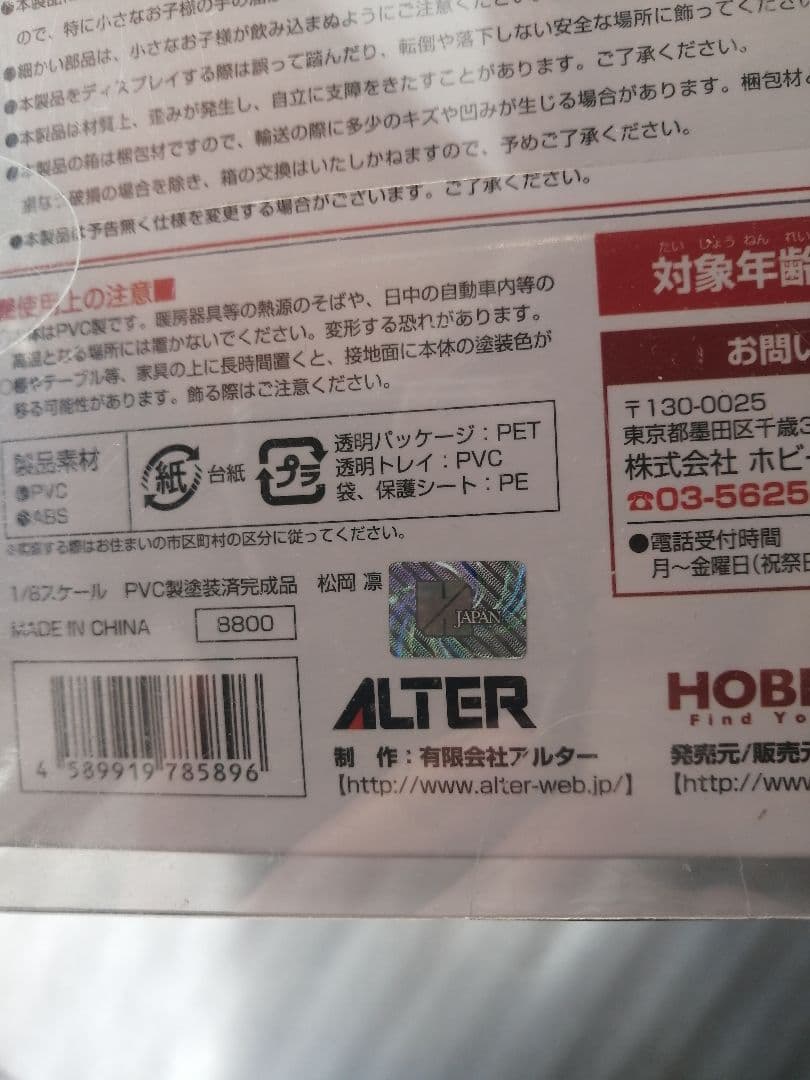 ●本製品
ので、特に小さなお子様の手の届
●細かい部品は、小さなお子様が飲み込まぬようにご注意くださ
●本製品をディスプレイする際は誤って踏んだり、転倒や落下しない安全な場所に飾ってくださ
●本製品は材質上、歪みが発生し、自立に支障をきたすことがあります。ご了承ください。
●本製品の箱は梱包材ですので、輸送の際に多少のキズや凹みが生じる場合があります。梱包材と
破損の場合を除き、箱の交換はいたしかねますので、予めご了承ください。
●本製品は予告無く仕様を変更する場合がございます。ご了承ください。
使用上の注意■
本体はPVC製です。暖房器具等の熱源のそばや、日中の自動車内等の
高温となる場所には置かないでください。変形する恐れがあります。
○棚やテーブル等、家具の上に長時間置くと、接地面に本体の塗装色が
移る可能性があります。飾る際はご注意ください。
製品素材
●PVC
●ABS
紙
台紙
プラ
透明パッケージ：PET
透明トレイ：PVC
袋、保護シート：PE
する際はお住まいの市区町村の区分に従ってください。
1/8スケール PVC製塗装済完成品 松岡 凛
MADE IN CHINA
8800
JAPAN
4 589919 785896
ALTER
制 作：有限会社アルター
【http://www.alter-web.jp/】
たい しょう ねん れい
対象年齢
お問い
〒130-0025
東京都墨田区千歳3
株式会社 ホビー
☎03-5625
●電話受付時間
月～金曜日(祝祭日
HOBB
Find Yo
発売元/販売元
【http://www